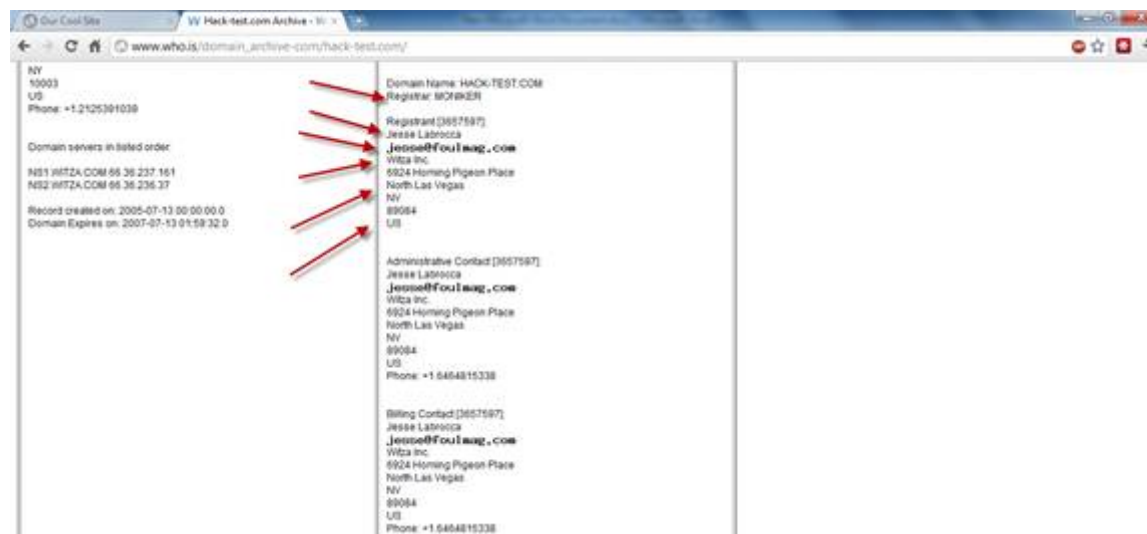 Our Cool Site
Hack-test.com Archive - W
www.who.is/domain_archive-com/hack-test.com/
NY
10003
US
Phone: +1.2125391039
Domain servers in listed order:
NS1.WITZA.COM 66.36.237.161
NS2.WITZA.COM 66.36.236.37
Record created on: 2005-07-13 00:00:00.0
Domain Expires on: 2007-07-13 01:59:32.0
Domain Name: HACK-TEST.COM
Registrar: MONIKER
Registrant [3657597]:
Jesse Labrocca
jesse@foulmag.com
Witza Inc.
6924 Homing Pigeon Place
North Las Vegas
NV
89084
US
Administrative Contact [3657597]:
Jesse Labrocca
jesse@foulmag.com
Witza Inc.
6924 Homing Pigeon Place
North Las Vegas
NV
89084
US
Phone: +1.6464815338
Billing Contact [3657597]:
Jesse Labrocca
jesse@foulmag.com
Witza Inc.
6924 Homing Pigeon Place
North Las Vegas
NV
89084
US
Phone: +1.6464815338